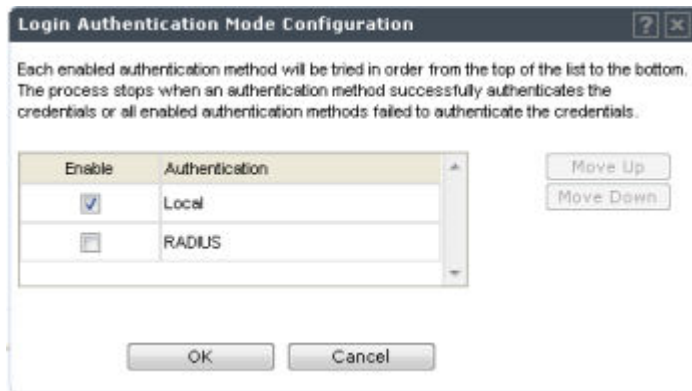 Login Authentication Mode Configuration
Each enabled authentication method will be tried in order from the top of the list to the bottom.
The process stops when an authentication method successfully authenticates the
credentials or all enabled authentication methods failed to authenticate the credentials.
Enable Authentication
Local
RADIUS
Move Up
Move Down
OK Cancel